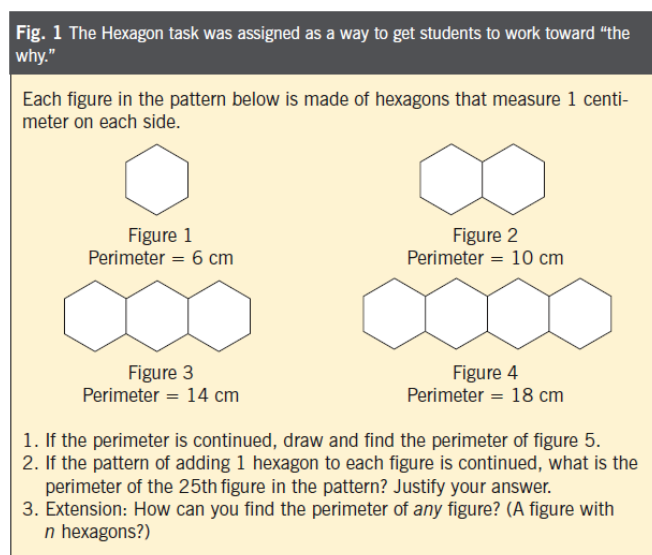 Fig. 1 The Hexagon task was assigned as a way to get students to work toward “the
why.”
Each figure in the pattern below is made of hexagons that measure 1 centi-
meter on each side.
Figure 1
Perimeter = 6 cm
Figure 2
Perimeter = 10 cm
Figure 3
Perimeter = 14 cm
Figure 4
Perimeter = 18 cm
1. If the perimeter is continued, draw and find the perimeter of figure 5.
2. If the pattern of adding 1 hexagon to each figure is continued, what is the
perimeter of the 25th figure in the pattern? Justify your answer.
3. Extension: How can you find the perimeter of any figure? (A figure with
n hexagons?)